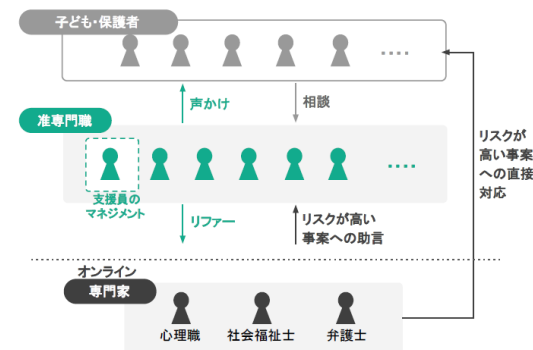 子ども・保護者
....
声かけ
相談
准専門職
....
支援員の
マネジメント
リファー
リスクが高い
事案への助言
リスクが
高い事案
への直接
対応
オンライン
専門家
心理職
社会福祉士
弁護士